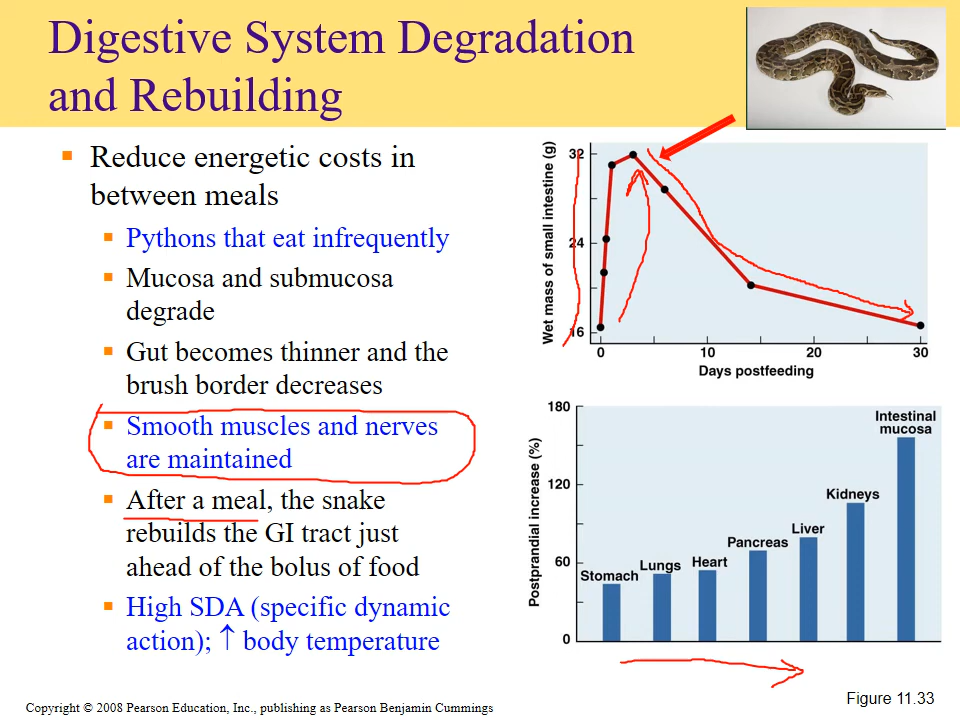 Digestive System Degradation
and Rebuilding
Reduce energetic costs in
between meals
Pythons that eat infrequently
Mucosa and submucosa
degrade
Gut becomes thinner and the
brush border decreases
Smooth muscles and nerves
are maintained
After a meal, the snake
rebuilds the GI tract just
ahead of the bolus of food
High SDA (specific dynamic
action); ↑ body temperature
Wet mass of small intestine (g)
32
24
16
0 10 20 30
Days postfeeding
Postprandial increase (%)
180
120
60
0
Stomach
Lungs
Heart
Pancreas
Liver
Kidneys
Intestinal
mucosa
Figure 11.33
Copyright © 2008 Pearson Education, Inc., publishing as Pearson Benjamin Cummings